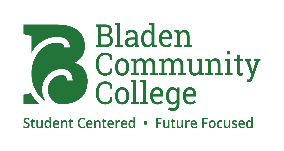 Bladen
Community
College
Student Centered • Future Focused